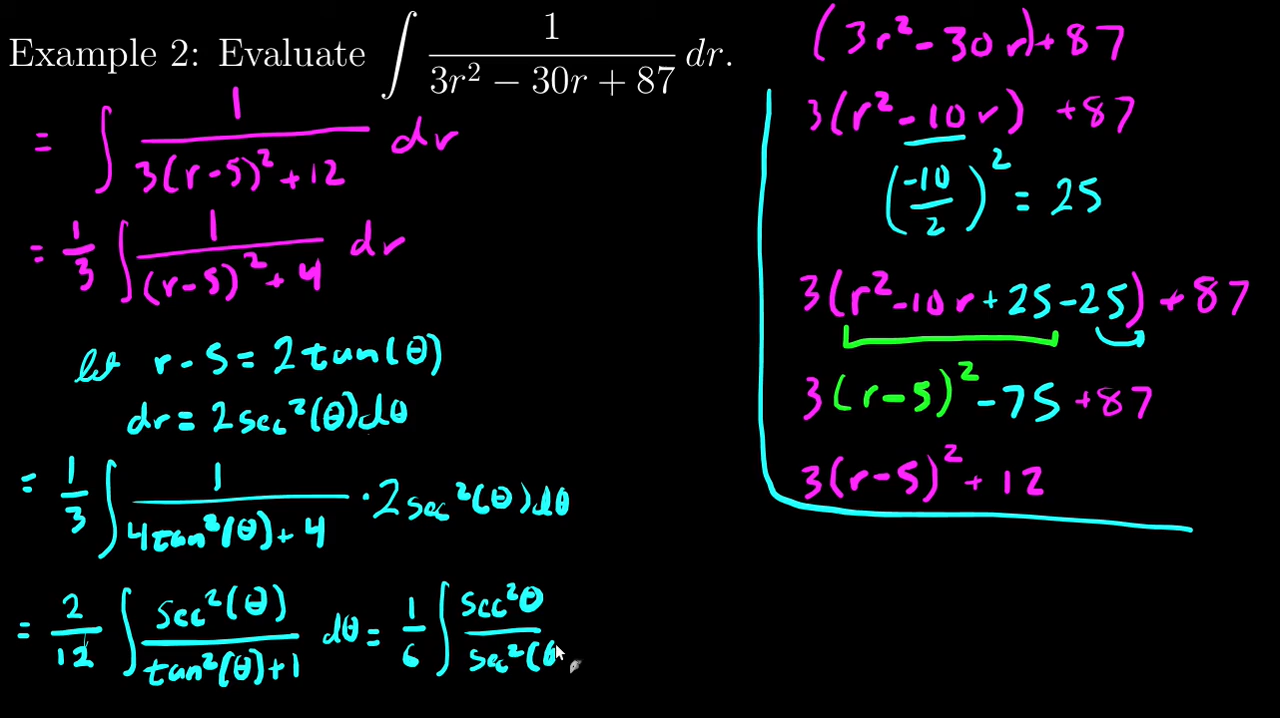 Example 2: Evaluate ∫ 1/(3r² − 30r + 87) dr.
= ∫ 1/(3(r-5)²+12) dr
= 1/3 ∫ 1/((r-5)²+4) dr
let r-5 = 2tan(θ)
dr = 2sec²(θ)dθ
= 1/3 ∫ 1/(4tan²(θ)+4) · 2sec²(θ)dθ
= 2/12 ∫ sec²(θ)/(tan²(θ)+1) dθ = 1/6 ∫ sec²θ/sec²(θ
(3r²-30r)+87
3(r²-10r) +87
(-10/2)² = 25
3(r²-10r+25-25)+87
3(r-5)²-75+87
3(r-5)²+12